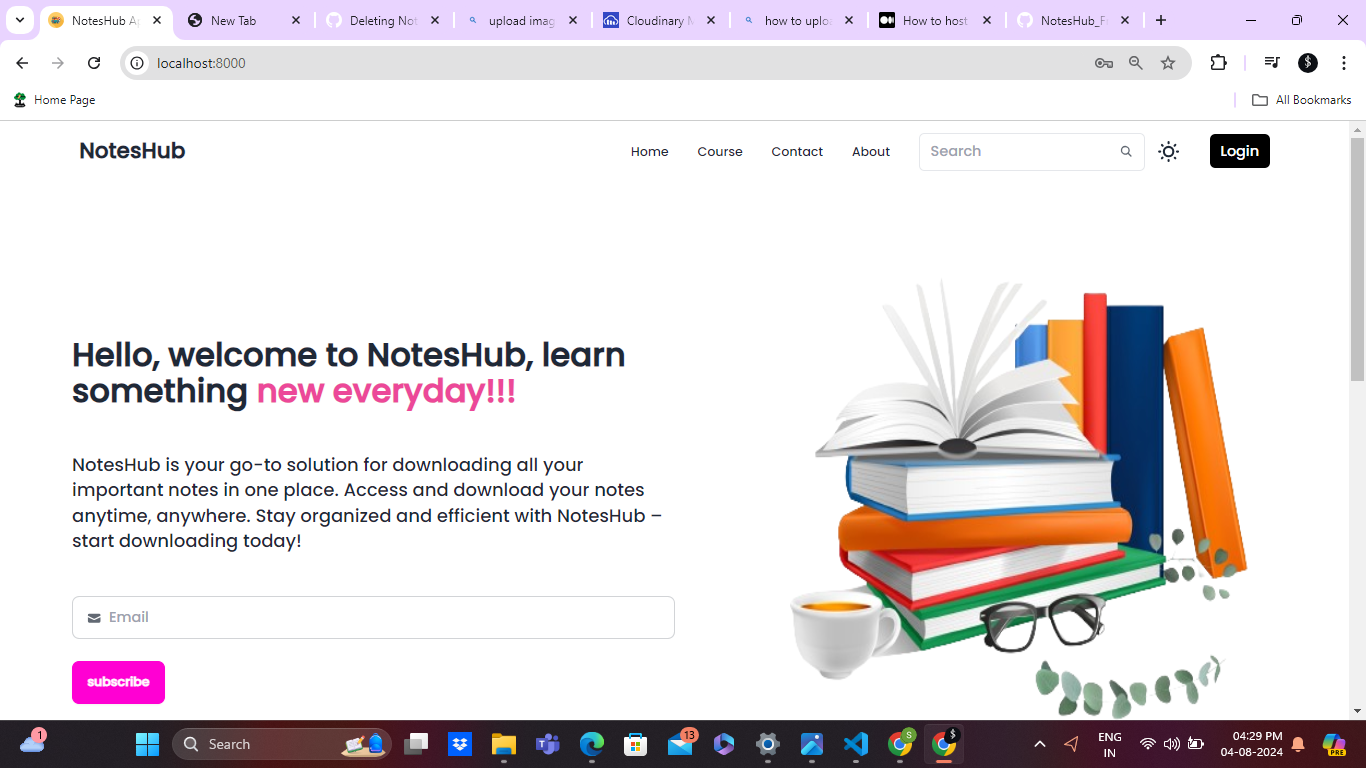 NotesHub Ap
New Tab
Deleting Not
upload imag
Cloudinary M
how to uploa
How to host
NotesHub_Fr
localhost:8000
Home Page
All Bookmarks
NotesHub
Home
Course
Contact
About
Search
Login
Hello, welcome to NotesHub, learn
something new everyday!!!
NotesHub is your go-to solution for downloading all your
important notes in one place. Access and download your notes
anytime, anywhere. Stay organized and efficient with NotesHub –
start downloading today!
Email
subscribe
1
Search
13
S
$
ENG
IN
04:29 PM
04-08-2024
PRE